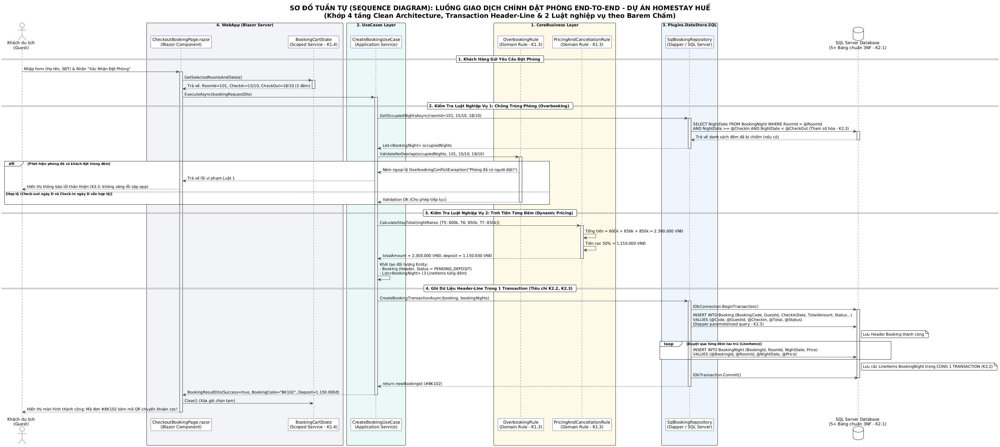 SƠ ĐỒ TUẦN TỰ (SEQUENCE DIAGRAM): LUỒNG GIAO DỊCH CHÍNH ĐẶT PHÒNG END-TO-END - DỰ ÁN HOMESTAY HUẾ
(Khớp 4 tầng Clean Architecture, Transaction Header-Line & 2 Luật nghiệp vụ theo Barem Chấm)
4. WebApp (Blazor Server)
2. UseCases Layer
1. CoreBusiness Layer
3. Plugins.DataStore.SQL
Khách du lịch
(Guest)
CheckoutBookingPage.razor
(Blazor Component)
BookingCartState
(Scoped Service - K1.4)
CreateBookingUseCase
(Application Service)
OverbookingRule
(Domain Rule - K1.3)
PricingAndCancellationRule
(Domain Rule - K1.3)
SqlBookingRepository
(Dapper / SQL Server)
SQL Server Database
(5+ Bảng chuẩn 3NF - K2.1)
1. Khách Hàng Gửi Yêu Cầu Đặt Phòng
Nhập form (Họ tên, SĐT) & Nhấn "Xác Nhận Đặt Phòng"
GetSelectedRoomsAndDates()
Trả về: RoomId=101, CheckIn=15/10, CheckOut=18/10 (3 đêm)
ExecuteAsync(bookingRequestDto)
2. Kiểm Tra Luật Nghiệp Vụ 1: Chống Trùng Phòng (Overbooking)
GetOccupiedNightsAsync(roomId=101, 15/10, 18/10)
SELECT NightDate FROM BookingNight WHERE RoomId = @RoomId
AND NightDate >= @CheckIn AND NightDate < @CheckOut (Tham số hóa - K2.3)
Trả về danh sách đêm đã bị chiếm (nếu có)
List<BookingNight> occupiedNights
ValidateNoOverlap(occupiedNights, 101, 15/10, 18/10)
alt
[Phát hiện phòng đã có khách đặt trùng đêm]
Ném ngoại lệ OverbookingConflictException("Phòng đã có người đặt!")
Trả về lỗi vi phạm Luật 1
Hiển thị thông báo lỗi thân thiện (K3.3: không văng lỗi sập app)
[Hợp lệ (Check-out ngày D và Check-in ngày D vẫn hợp lệ)]
Validation OK (Cho phép tiếp tục)
3. Kiểm Tra Luật Nghiệp Vụ 2: Tính Tiền Từng Đêm (Dynamic Pricing)
CalculateStayTotal(nightRates: [T5: 600k, T6: 850k, T7: 850k])
Tổng tiền = 600k + 850k + 850k = 2.300.000 VNĐ
Tiền cọc 50% = 1.150.000 VNĐ
totalAmount = 2.300.000 VNĐ, deposit = 1.150.000 VNĐ
Khởi tạo đối tượng Entity:
- Booking (Header, Status = PENDING_DEPOSIT)
- List<BookingNight> (3 LineItems từng đêm)
4. Ghi Dữ Liệu Header-Line Trong 1 Transaction (Tiêu chí K2.2, K2.3)
CreateBookingTransactionAsync(booking, bookingNights)
IDbConnection.BeginTransaction()
INSERT INTO Booking (BookingCode, GuestId, CheckInDate, TotalAmount, Status...)
VALUES (@Code, @GuestId, @CheckIn, @Total, @Status)
(Dapper parameterized query - K2.3)
Lưu Header Booking thành công
loop
[Duyệt qua từng đêm lưu trú (LineItems)]
INSERT INTO BookingNight (BookingId, RoomId, NightDate, Price)
VALUES (@BookingId, @RoomId, @NightDate, @Price)
Lưu các LineItems BookingNight trong CÙNG 1 TRANSACTION (K2.2)
IDbTransaction.Commit()
return newBookingId (#BK102)
BookingResultDto(Success=true, BookingCode="BK102", Deposit=1.150.000đ)
Clear() (Xóa giỏ chọn tạm)
Hiển thị màn hình thành công: Mã đơn #BK102 kèm mã QR chuyển khoản cọc!
Khách du lịch
(Guest)
CheckoutBookingPage.razor
(Blazor Component)
BookingCartState
(Scoped Service - K1.4)
CreateBookingUseCase
(Application Service)
OverbookingRule
(Domain Rule - K1.3)
PricingAndCancellationRule
(Domain Rule - K1.3)
SqlBookingRepository
(Dapper / SQL Server)
SQL Server Database
(5+ Bảng chuẩn 3NF - K2.1)